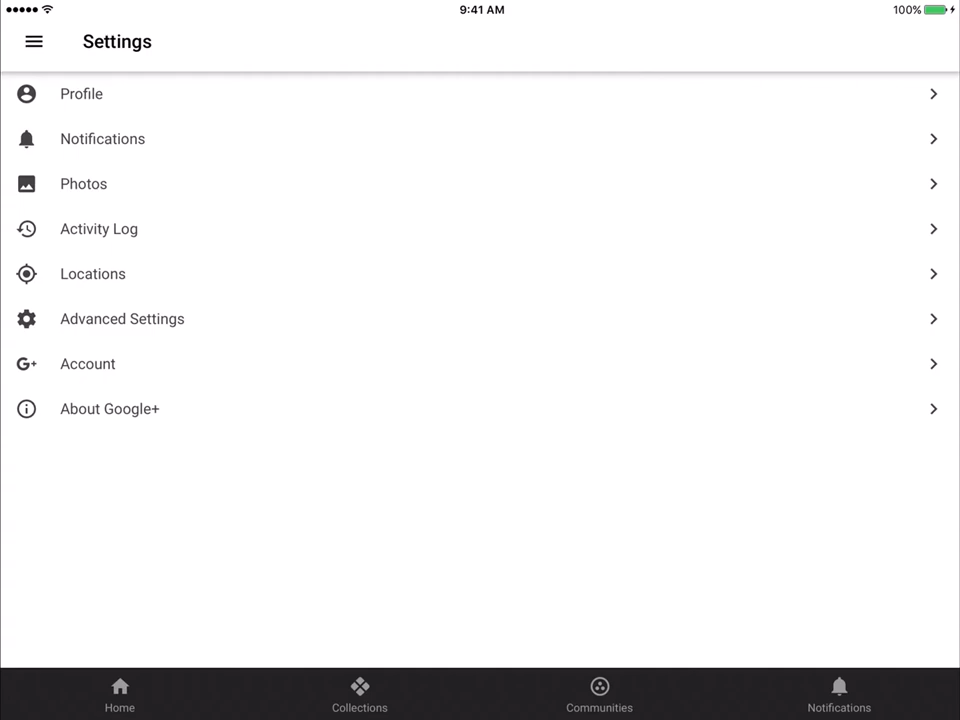 9:41 AM
100%
Settings
Profile
Notifications
Photos
Activity Log
Locations
Advanced Settings
G+ Account
About Google+
Home
Collections
Communities
Notifications